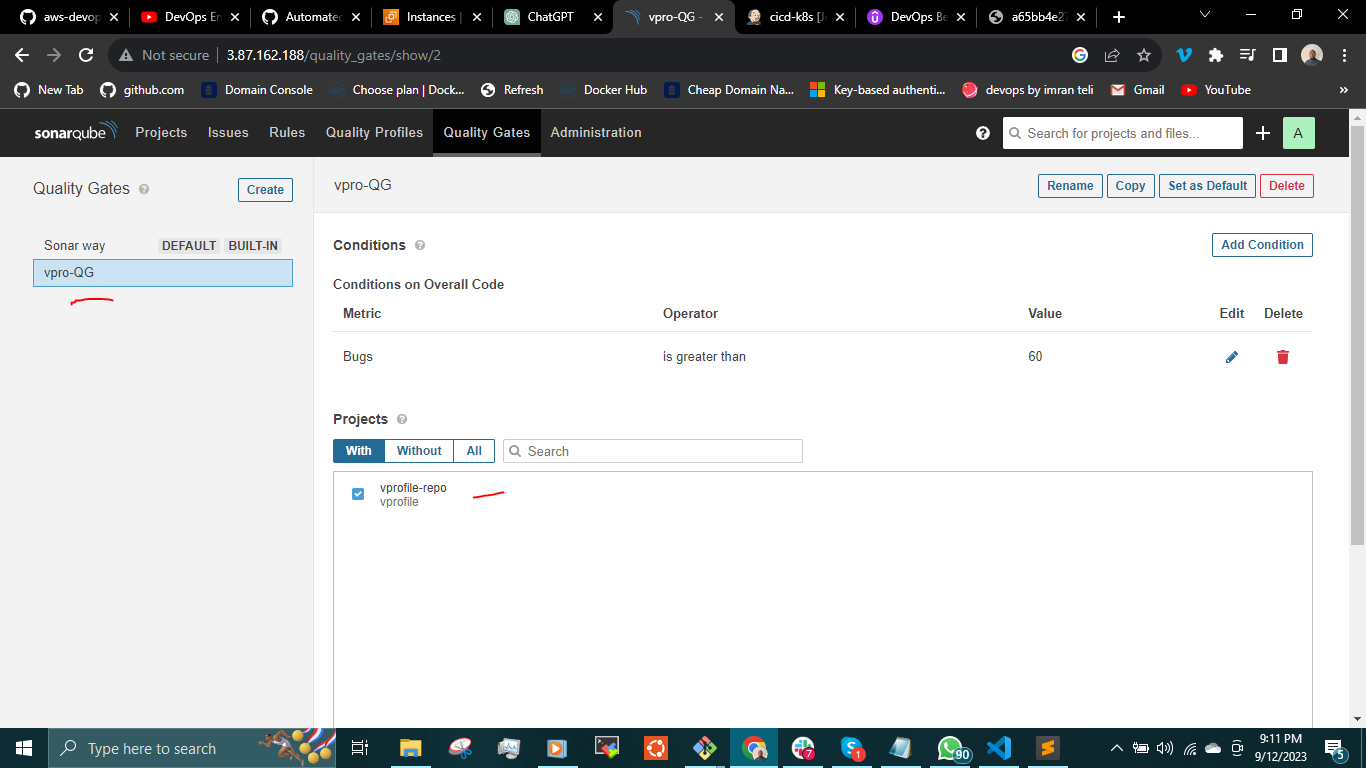 aws-devop
DevOps En
Automated
Instances |
ChatGPT
vpro-QG -
cicd-k8s [Je
DevOps Be
a65bb4e27
Not secure 3.87.162.188/quality_gates/show/2
New Tab github.com Domain Console Choose plan | Dock... Refresh Docker Hub Cheap Domain Na... Key-based authenti... devops by imran teli Gmail YouTube »
sonarqube Projects Issues Rules Quality Profiles Quality Gates Administration ? Search for projects and files... A
Quality Gates ? Create
Sonar way DEFAULT BUILT-IN
vpro-QG
vpro-QG Rename Copy Set as Default Delete
Conditions ? Add Condition
Conditions on Overall Code
Metric Operator Value Edit Delete
Bugs is greater than 60
Projects ?
With Without All Search
vprofile-repo
vprofile
Type here to search
7
1
90
9:11 PM
9/12/2023
5